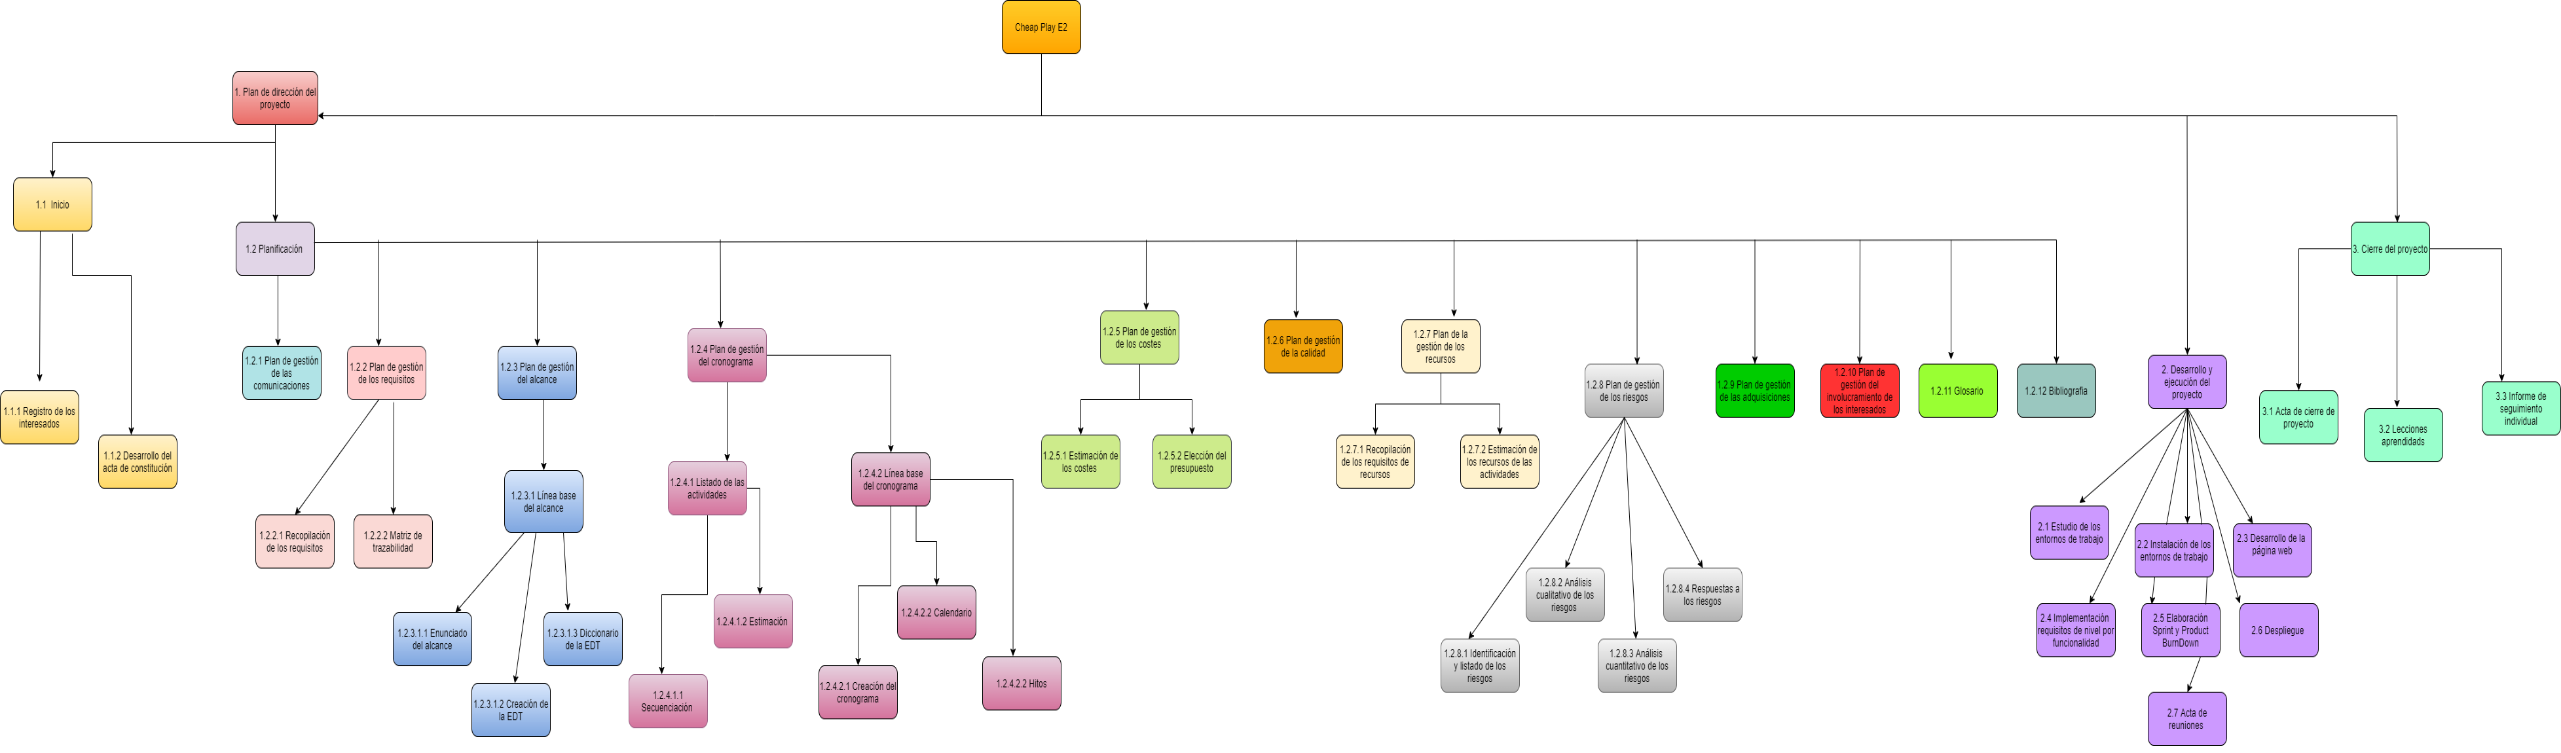 Cheap Play E2
1. Plan de dirección del
proyecto
1.1 Inicio
1.2 Planificación
3. Cierre del proyecto
1.1.1 Registro de los
interesados
1.1.2 Desarrollo del
acta de constitución
1.2.1 Plan de gestión
de las
comunicaciones
1.2.2 Plan de gestión
de los requisitos
1.2.3 Plan de gestión
del alcance
1.2.4 Plan de gestión
del cronograma
1.2.5 Plan de gestión
de los costes
1.2.6 Plan de gestión
de la calidad
1.2.7 Plan de la
gestión de los
recursos
1.2.8 Plan de gestión
de los riesgos
1.2.9 Plan de gestión
de las adquisiciones
1.2.10 Plan de
gestión del
involucramiento de
los interesados
1.2.11 Glosario
1.2.12 Bibliografía
2. Desarrollo y
ejecución del
proyecto
3.1 Acta de cierre de
proyecto
3.2 Lecciones
aprendidads
3.3 Informe de
seguimiento
individual
1.2.2.1 Recopilación
de los requisitos
1.2.2.2 Matriz de
trazabilidad
1.2.3.1 Línea base
del alcance
1.2.4.1 Listado de las
actividades
1.2.4.2 Línea base
del cronograma
1.2.5.1 Estimación de
los costes
1.2.5.2 Elección del
presupuesto
1.2.7.1 Recopilación
de los requisitos de
recursos
1.2.7.2 Estimación de
los recursos de las
actividades
2.1 Estudio de los
entornos de trabajo
2.2 Instalación de los
entornos de trabajo
2.3 Desarrollo de la
página web
1.2.3.1.1 Enunciado
del alcance
1.2.3.1.2 Creación de
la EDT
1.2.3.1.3 Diccionario
de la EDT
1.2.4.1.1
Secuenciación
1.2.4.1.2 Estimación
1.2.4.2.1 Creación del
cronograma
1.2.4.2.2 Calendario
1.2.4.2.2 Hitos
1.2.8.1 Identificación
y listado de los
riesgos
1.2.8.2 Análisis
cualitativo de los
riesgos
1.2.8.3 Análisis
cuantitativo de los
riesgos
1.2.8.4 Respuestas a
los riesgos
2.4 Implementación
requisitos de nivel por
funcionalidad
2.5 Elaboración
Sprint y Product
BurnDown
2.6 Despliegue
2.7 Acta de
reuniones